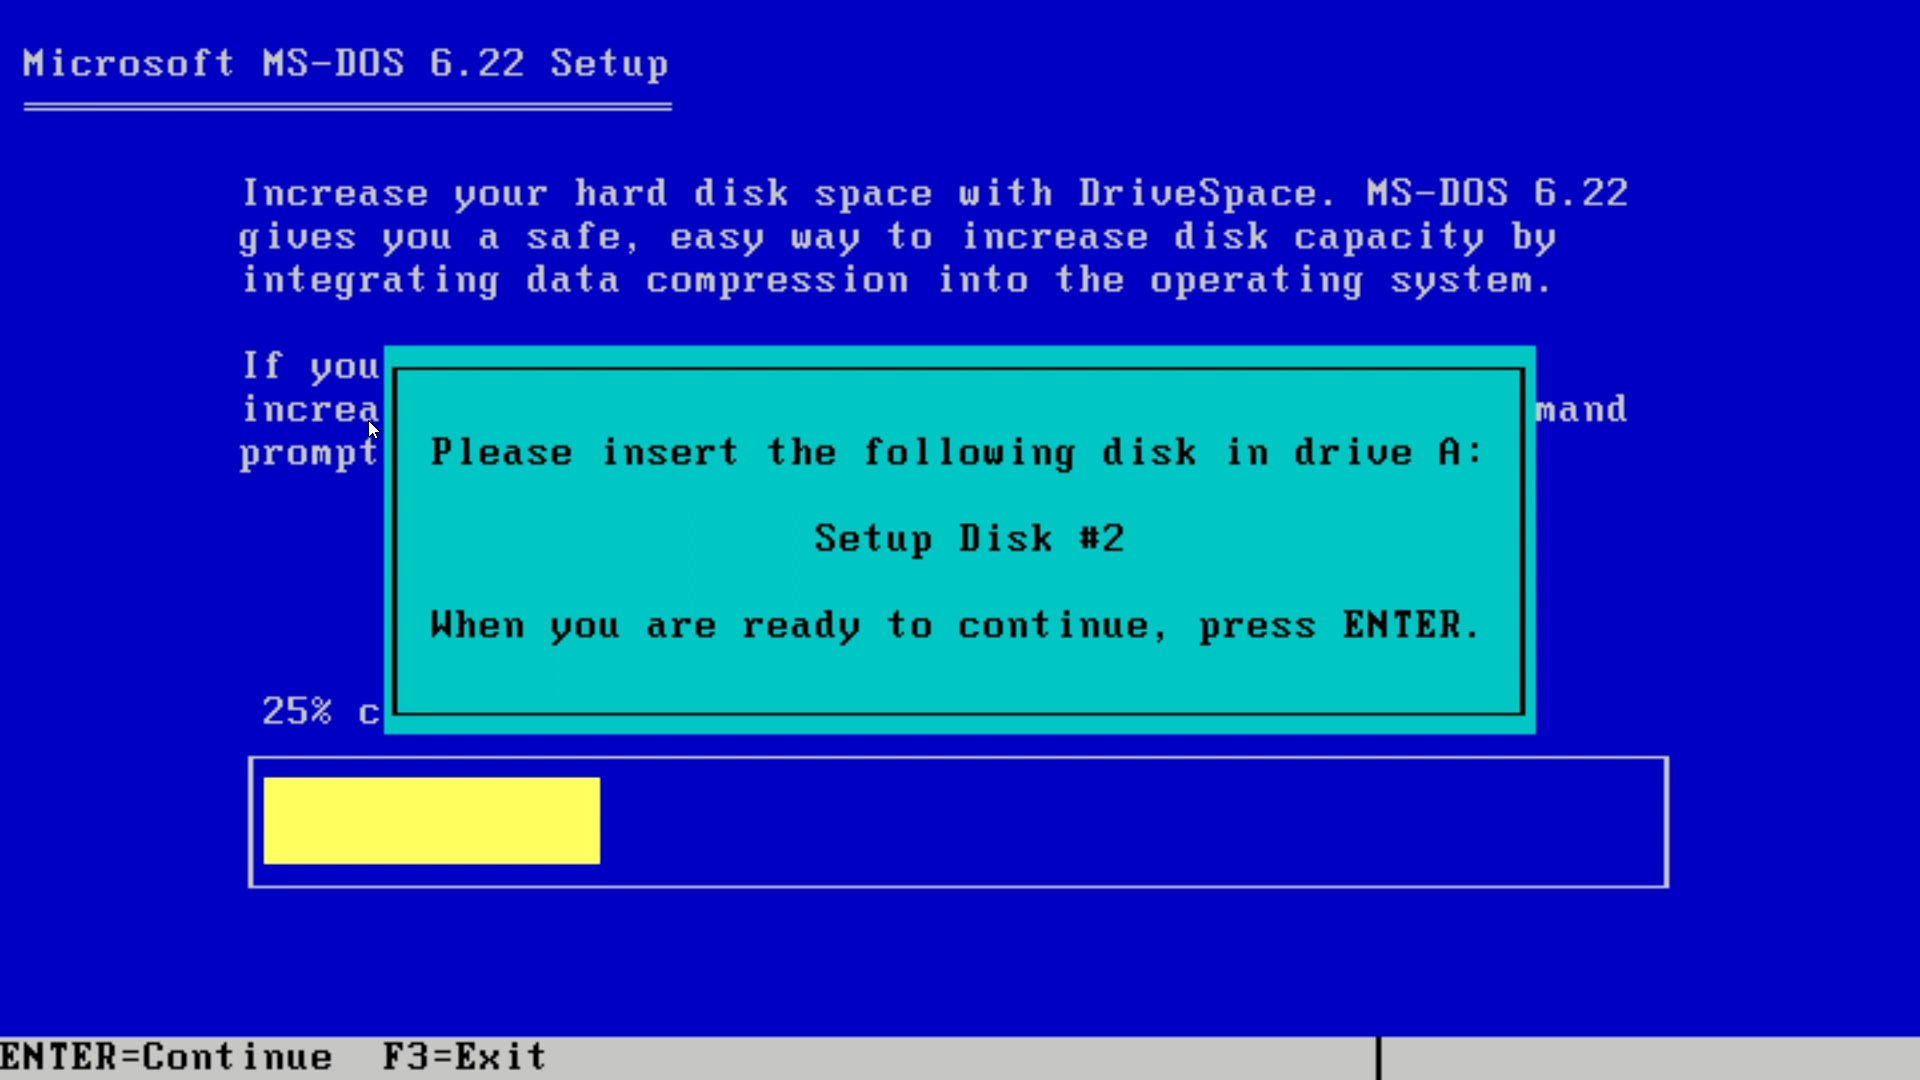 Microsoft MS-DOS 6.22 Setup
Increase your hard disk space with DriveSpace. MS-DOS 6.22
gives you a safe, easy way to increase disk capacity by
integrating data compression into the operating system.
If you
increa
mand
prompt
Please insert the following disk in drive A:
Setup Disk #2
When you are ready to continue, press ENTER.
25% c
ENTER=Continue F3=Exit